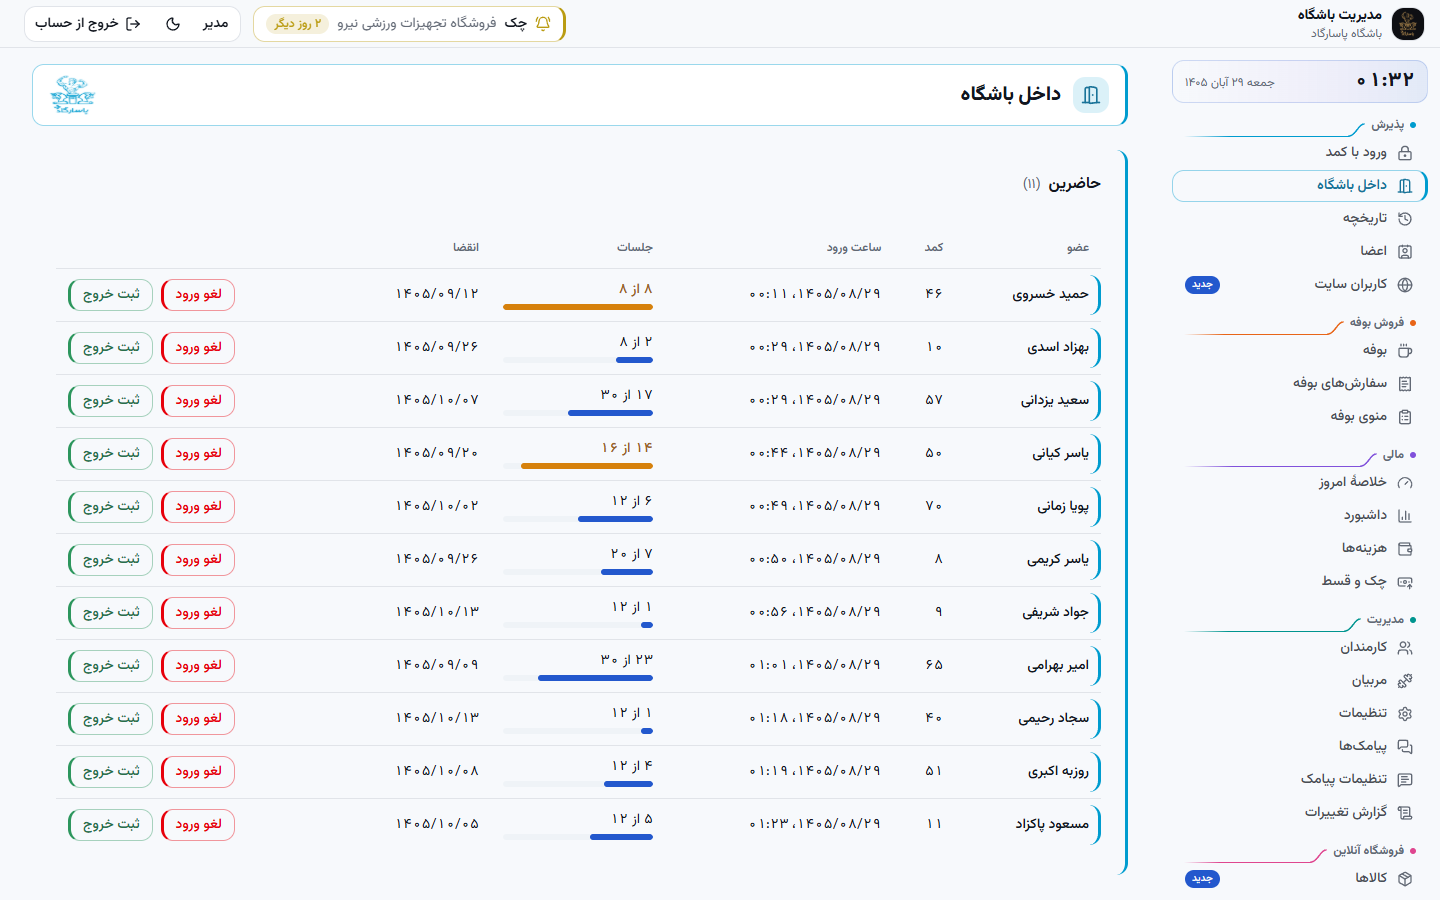 مدیریت باشگاه
باشگاه پاسارگاد
چک فروشگاه تجهیزات ورزشی نیرو ۲ روز دیگر
مدیر
خروج از حساب
۰۱:۳۲
جمعه ۲۹ آبان ۱۴۰۵
پذیرش
ورود با کمد
داخل باشگاه
تاریخچه
اعضا
کاربران سایت جدید
فروش بوفه
بوفه
سفارش‌های بوفه
منوی بوفه
مالی
خلاصهٔ امروز
داشبورد
هزینه‌ها
چک و قسط
مدیریت
کارمندان
مربیان
تنظیمات
پیامک‌ها
تنظیمات پیامک
گزارش تغییرات
فروشگاه آنلاین
کالاها جدید
داخل باشگاه
پاسارگاد
حاضرین (۱۱)
عضو کمد ساعت ورود جلسات انقضا
حمید خسروی ۴۶ ۱۴۰۵/۰۸/۲۹، ۰۰:۱۱ ۸ از ۸ ۱۴۰۵/۰۹/۱۲ لغو ورود ثبت خروج
بهزاد اسدی ۱۰ ۱۴۰۵/۰۸/۲۹، ۰۰:۲۹ ۲ از ۸ ۱۴۰۵/۰۹/۲۶ لغو ورود ثبت خروج
سعید یزدانی ۵۷ ۱۴۰۵/۰۸/۲۹، ۰۰:۲۹ ۱۷ از ۳۰ ۱۴۰۵/۱۰/۰۷ لغو ورود ثبت خروج
یاسر کیانی ۵۰ ۱۴۰۵/۰۸/۲۹، ۰۰:۴۴ ۱۴ از ۱۶ ۱۴۰۵/۰۹/۲۰ لغو ورود ثبت خروج
پویا زمانی ۷۰ ۱۴۰۵/۰۸/۲۹، ۰۰:۴۹ ۶ از ۱۲ ۱۴۰۵/۱۰/۰۲ لغو ورود ثبت خروج
یاسر کریمی ۸ ۱۴۰۵/۰۸/۲۹، ۰۰:۵۰ ۷ از ۲۰ ۱۴۰۵/۰۹/۲۶ لغو ورود ثبت خروج
جواد شریفی ۹ ۱۴۰۵/۰۸/۲۹، ۰۰:۵۶ ۱ از ۱۲ ۱۴۰۵/۱۰/۱۳ لغو ورود ثبت خروج
امیر بهرامی ۶۵ ۱۴۰۵/۰۸/۲۹، ۰۱:۰۱ ۲۳ از ۳۰ ۱۴۰۵/۰۹/۰۹ لغو ورود ثبت خروج
سجاد رحیمی ۴۰ ۱۴۰۵/۰۸/۲۹، ۰۱:۱۸ ۱ از ۱۲ ۱۴۰۵/۱۰/۱۳ لغو ورود ثبت خروج
روزبه اکبری ۵۱ ۱۴۰۵/۰۸/۲۹، ۰۱:۱۹ ۴ از ۱۲ ۱۴۰۵/۱۰/۰۸ لغو ورود ثبت خروج
مسعود پاکزاد ۱۱ ۱۴۰۵/۰۸/۲۹، ۰۱:۲۳ ۵ از ۱۲ ۱۴۰۵/۱۰/۰۵ لغو ورود ثبت خروج